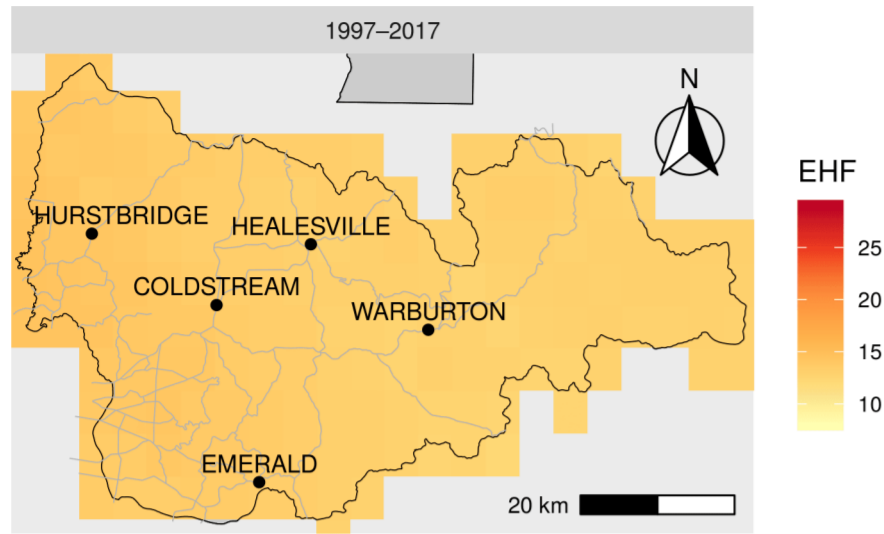 1997–2017
N
EHF
HURSTBRIDGE
HEALESVILLE
25
COLDSTREAM
20
WARBURTON
15
10
EMERALD
20 km